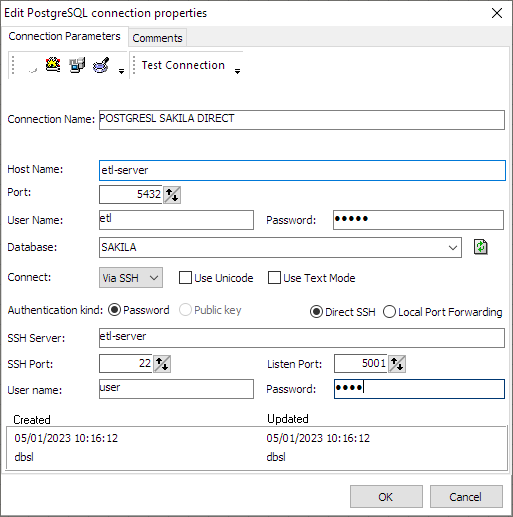 Edit PostgreSQL connection properties
Connection Parameters Comments
Test Connection
Connection Name: POSTGRESL SAKILA DIRECT
Host Name: etl-server
Port: 5432
User Name: etl Password: •••••
Database: SAKILA
Connect: Via SSH Use Unicode Use Text Mode
Authentication kind: Password Public key Direct SSH Local Port Forwarding
SSH Server: etl-server
SSH Port: 22 Listen Port: 5001
User name: user Password: ••••
Created Updated
05/01/2023 10:16:12 05/01/2023 10:16:12
dbsl dbsl
OK Cancel